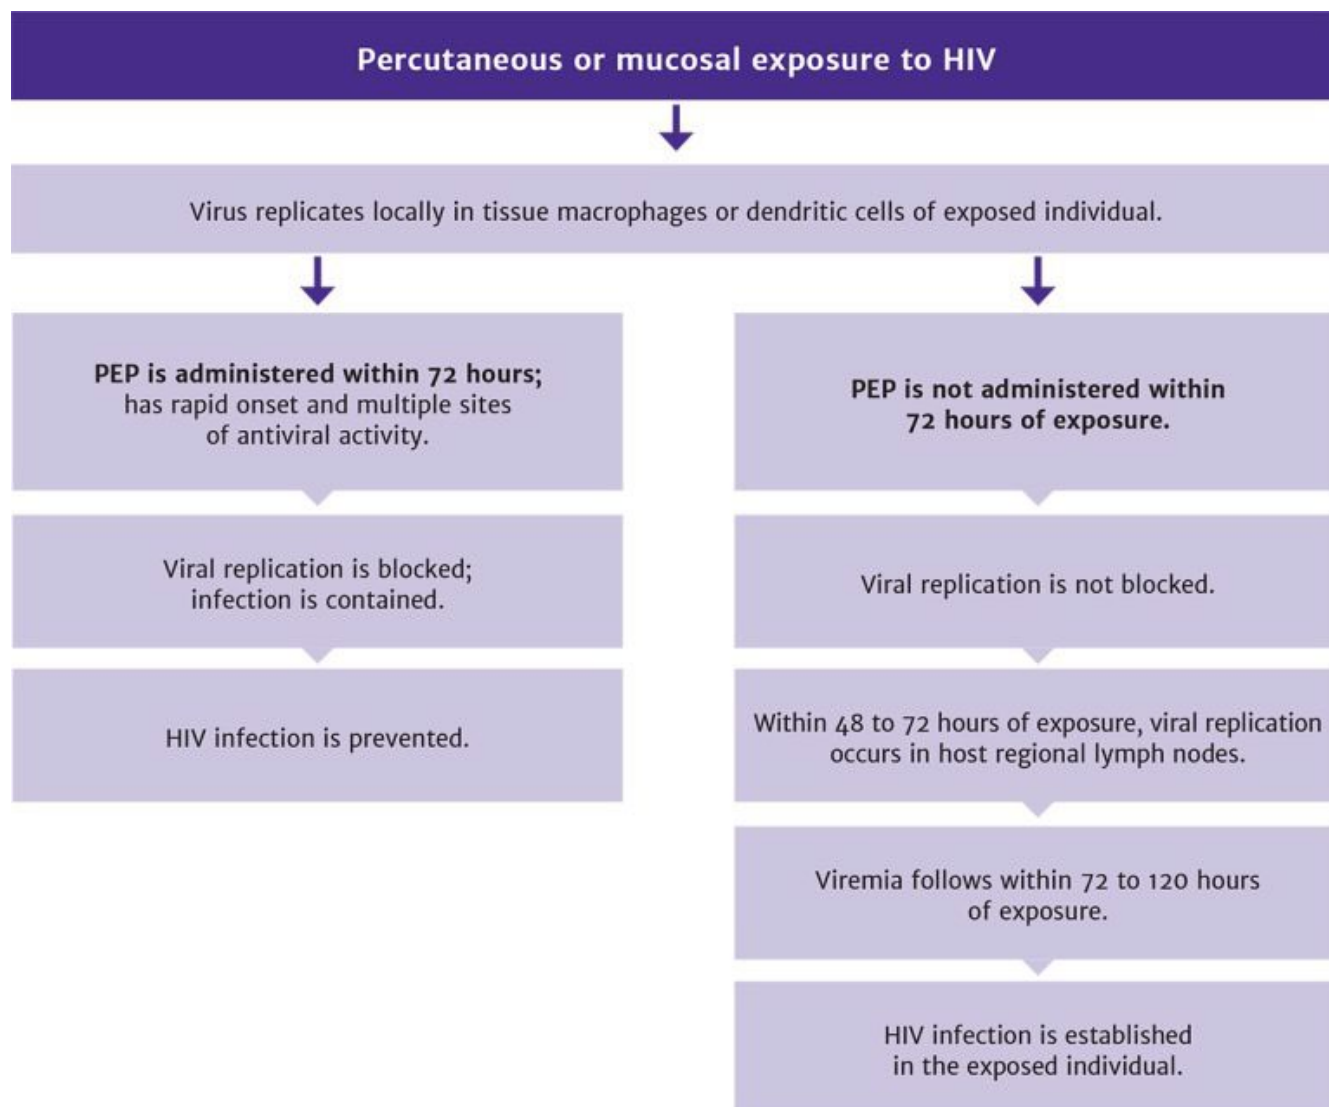 Percutaneous or mucosal exposure to HIV
Virus replicates locally in tissue macrophages or dendritic cells of exposed individual.
PEP is administered within 72 hours;
has rapid onset and multiple sites
of antiviral activity.
Viral replication is blocked;
infection is contained.
HIV infection is prevented.
PEP is not administered within
72 hours of exposure.
Viral replication is not blocked.
Within 48 to 72 hours of exposure, viral replication
occurs in host regional lymph nodes.
Viremia follows within 72 to 120 hours
of exposure.
HIV infection is established
in the exposed individual.